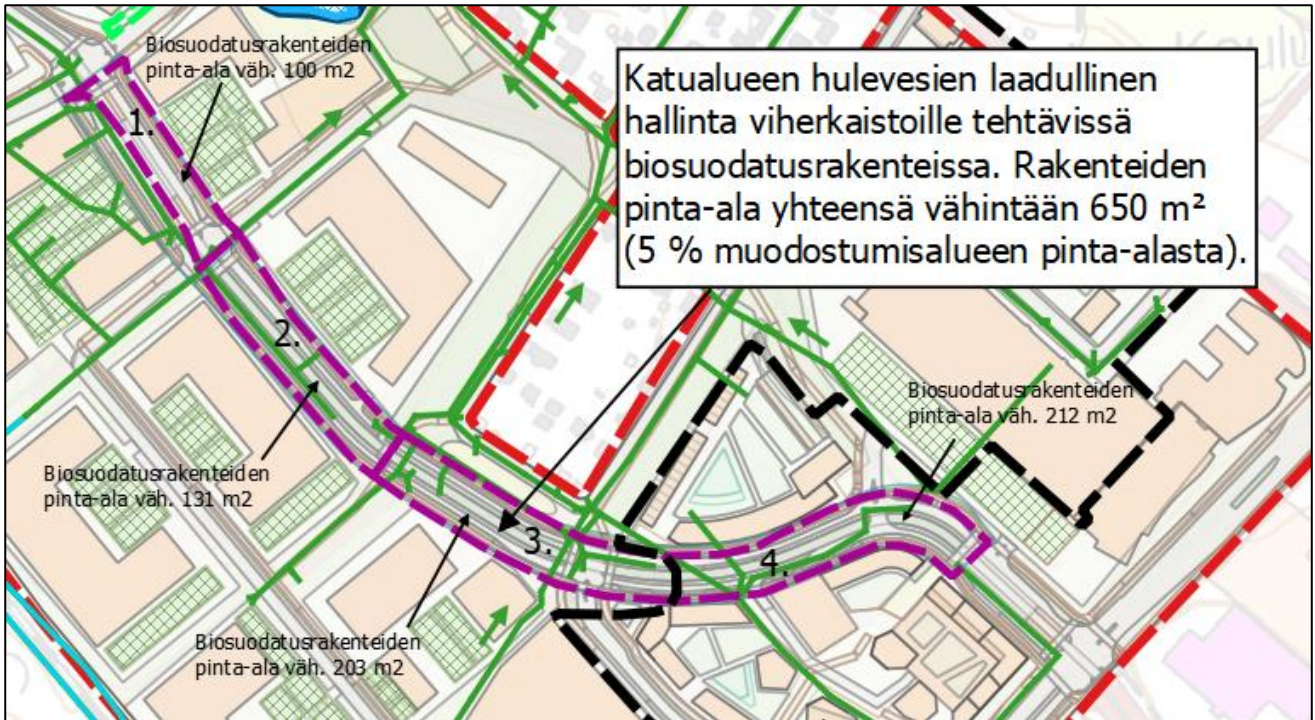 Biosuodatusrakenteiden
pinta-ala väh. 100 m2
Katualueen hulevesien laadullinen
hallinta viherkaistoille tehtävissä
biosuodatusrakenteissa. Rakenteiden
pinta-ala yhteensä vähintään 650 m²
(5 % muodostumisalueen pinta-alasta).
1.
2.
Biosuodatusrakenteiden
pinta-ala väh. 212 m2
Biosuodatusrakenteiden
pinta-ala väh. 131 m2
3.
4.
Biosuodatusrakenteiden
pinta-ala väh. 203 m2